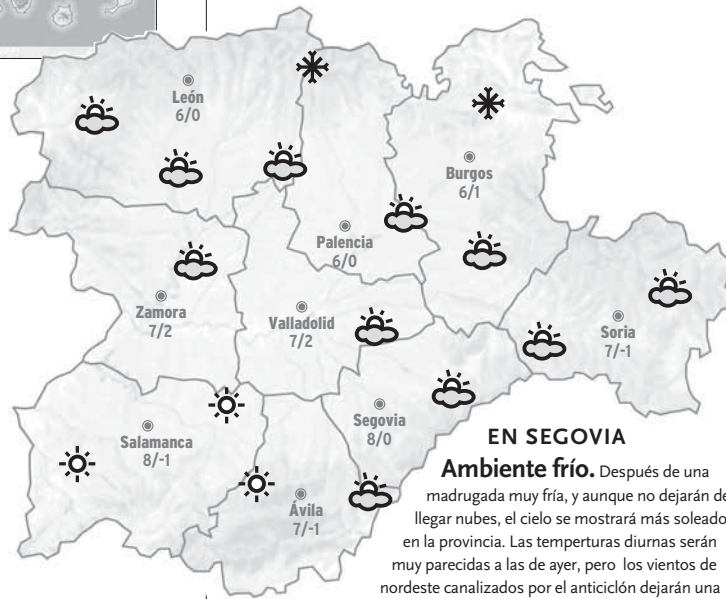 León
6/0
Burgos
6/1
Palencia
6/0
Zamora
7/2
Valladolid
7/2
Soria
7/-1
Segovia
8/0
Salamanca
8/-1
Ávila
7/-1
EN SEGOVIA
Ambiente frío. Después de una
madrugada muy fría, y aunque no dejarán de
llegar nubes, el cielo se mostrará más soleado
en la provincia. Las temperturas diurnas serán
muy parecidas a las de ayer, pero los vientos de
nordeste canalizados por el anticiclón dejarán una